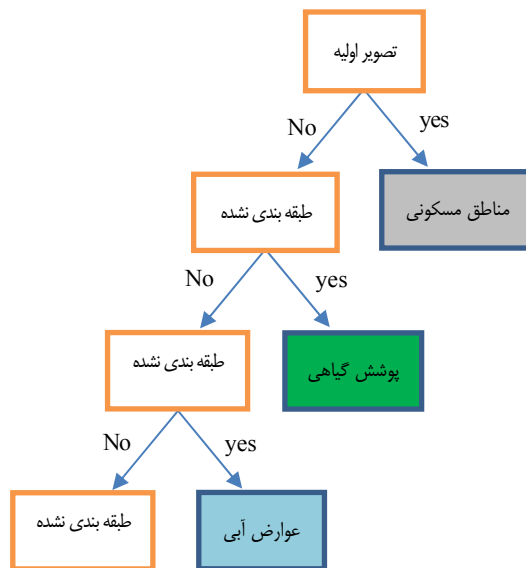 تصویر اولیه
No
yes
طبقه بندی نشده
مناطق مسکونی
No
yes
طبقه بندی نشده
پوشش گیاهی
No
yes
طبقه بندی نشده
عوارض آبی